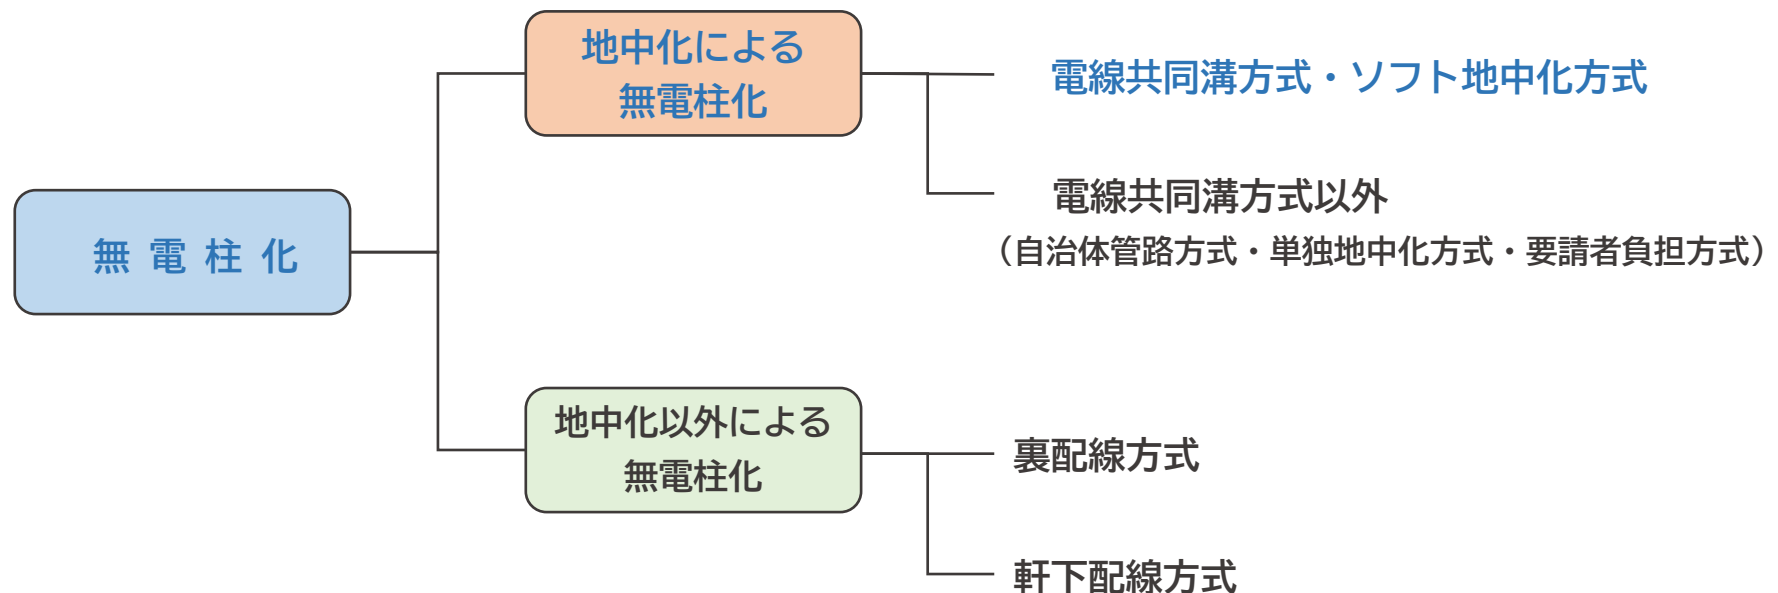 地中化による
無電柱化
電線共同溝方式・ソフト地中化方式
電線共同溝方式以外
（自治体管路方式・単独地中化方式・要請者負担方式）
無電柱化
地中化以外による
無電柱化
裏配線方式
軒下配線方式